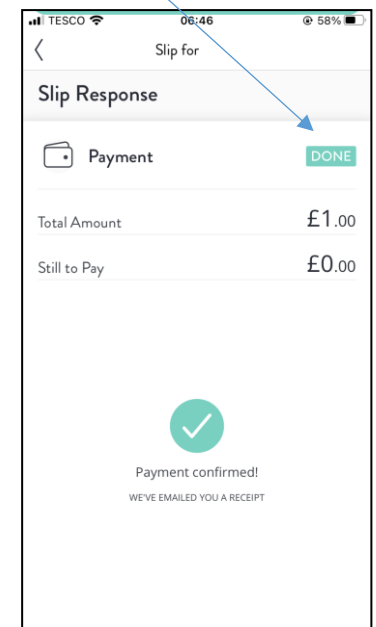 TESCO 06:46 58%
Slip for
Slip Response
Payment DONE
Total Amount £1.00
Still to Pay £0.00
Payment confirmed!
WE'VE EMAILED YOU A RECEIPT